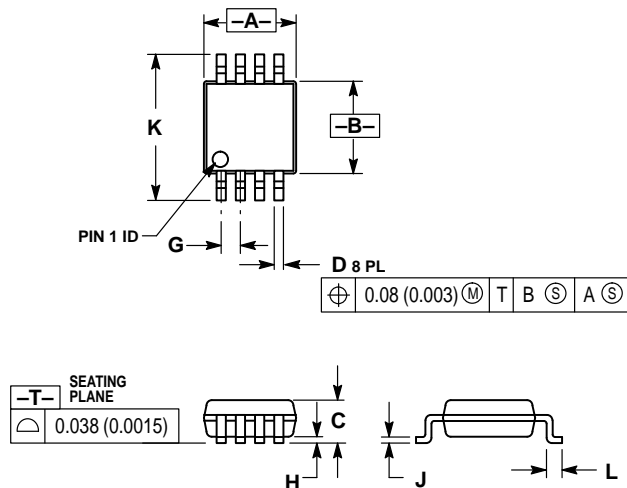 –A–
K
–B–
PIN 1 ID
G
D 8 PL
⌖ 0.08 (0.003) Ⓜ T B Ⓢ A Ⓢ
–T– SEATING
PLANE
⌓ 0.038 (0.0015)
C
H
J
L